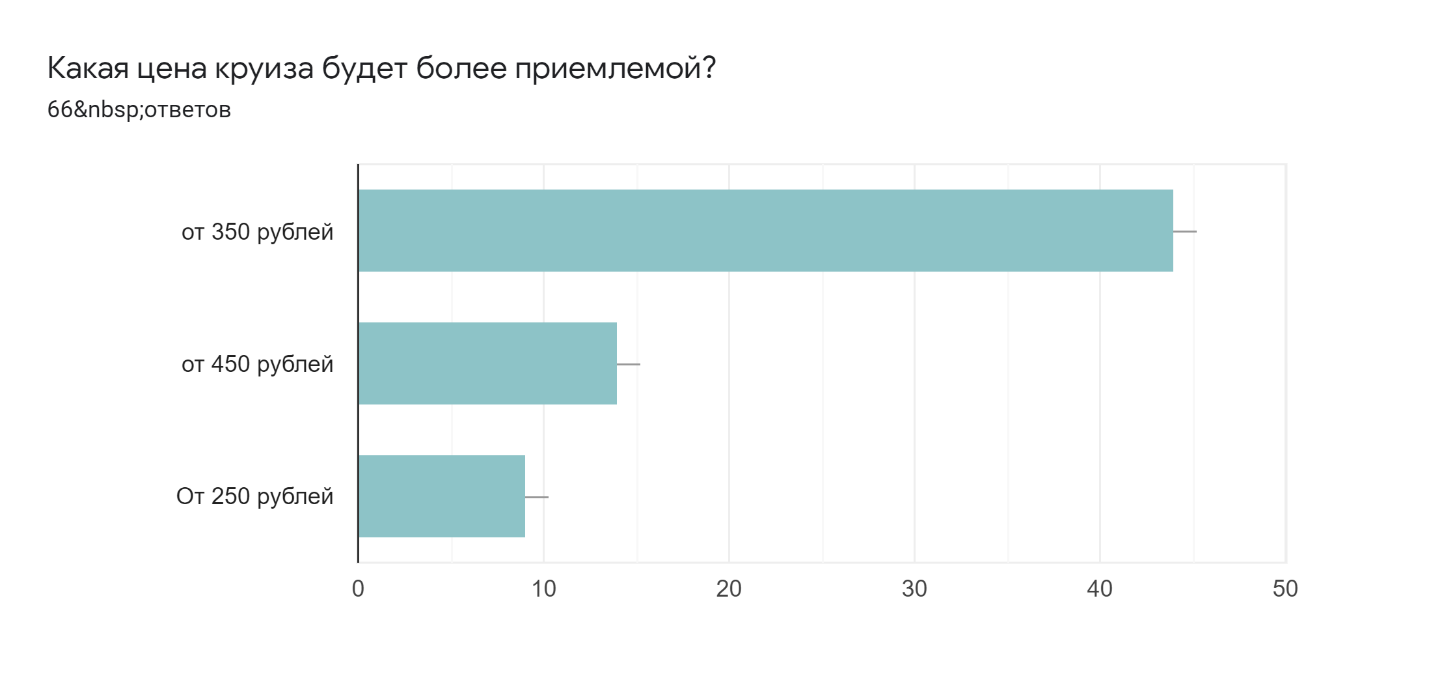 Какая цена круиза будет более приемлемой?
66&nbsp;ответов
от 350 рублей
от 450 рублей
От 250 рублей
0 10 20 30 40 50